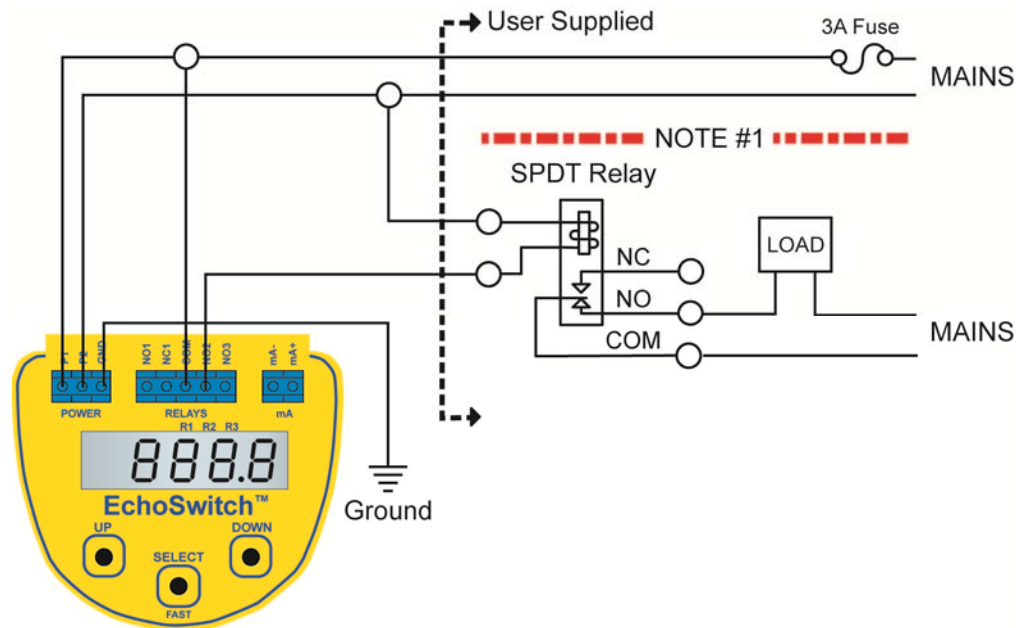 User Supplied
3A Fuse
MAINS
NOTE #1
SPDT Relay
NC
LOAD
NO
COM
MAINS
P1 P2 GND NO1 NC1 COM NO2 NO3 mA- mA+
POWER RELAYS mA
R1 R2 R3
888.8
Ground
EchoSwitch™
UP DOWN
SELECT
FAST